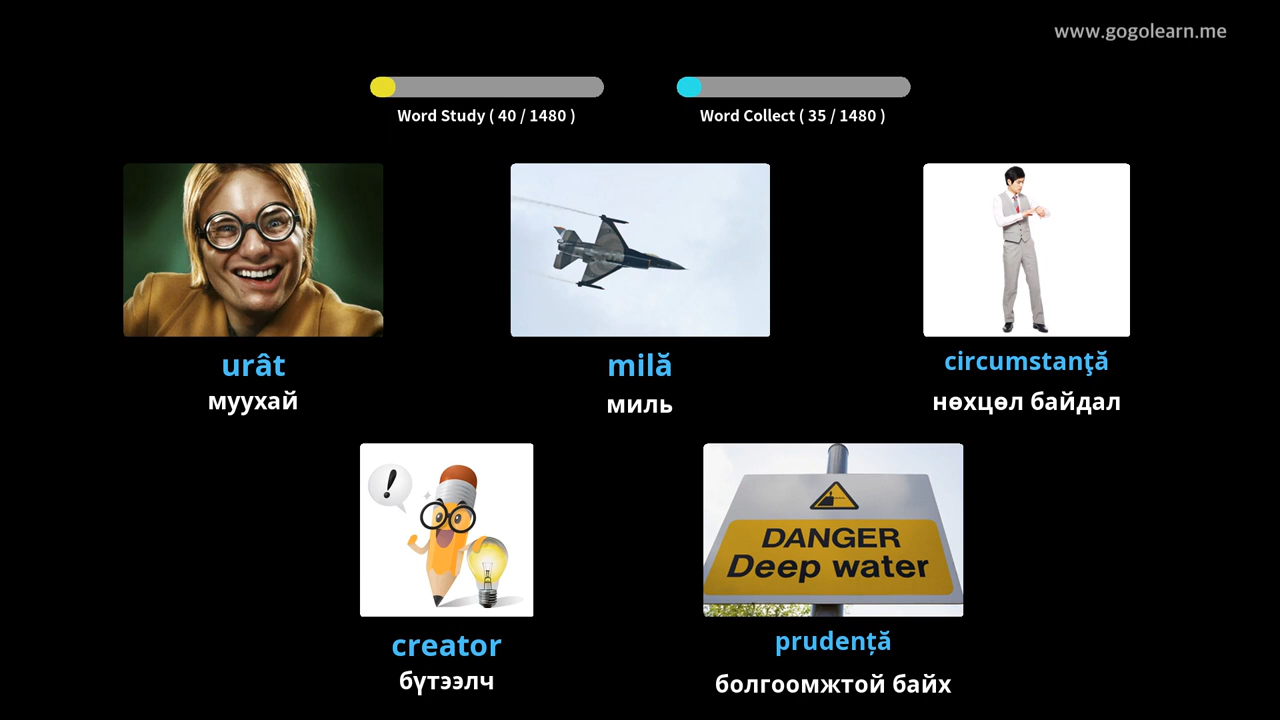 www.gogolearn.me
Word Study ( 40 / 1480 )
Word Collect ( 35 / 1480 )
urât
муухай
milă
миль
circumstanţă
нөхцөл байдал
!
creator
бүтээлч
DANGER
Deep water
prudență
болгоомжтой байх